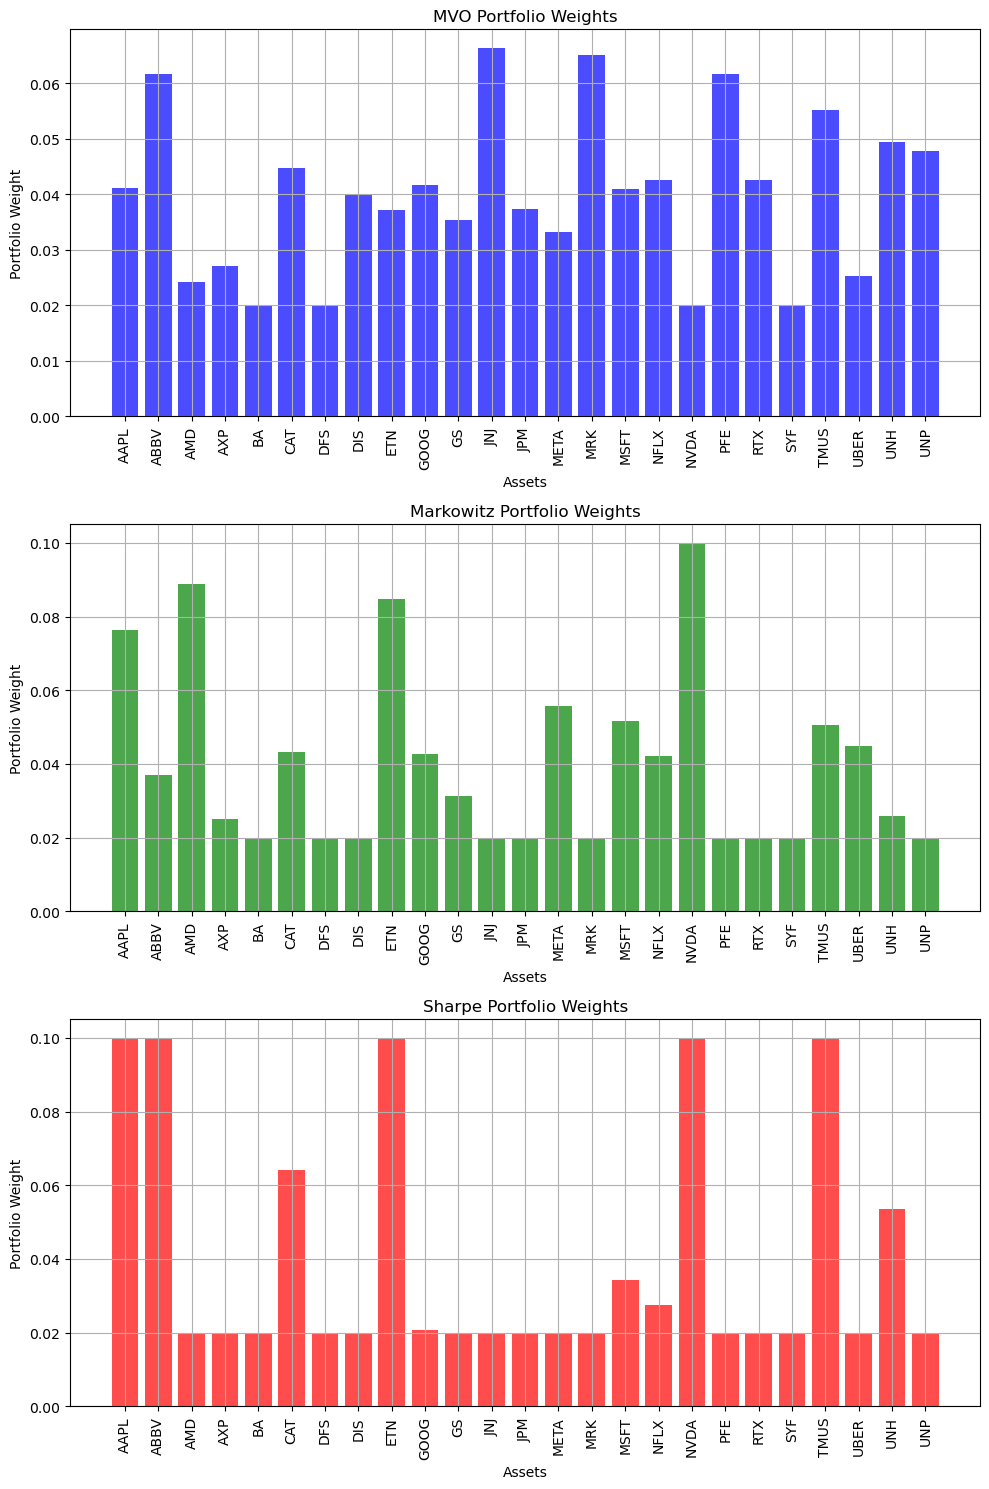 MVO Portfolio Weights
Portfolio Weight
0.06
0.05
0.04
0.03
0.02
0.01
0.00
AAPL ABBV AMD AXP BA CAT DFS DIS ETN GOOG GS JNJ JPM META MRK MSFT NFLX NVDA PFE RTX SYF TMUS UBER UNH UNP
Assets
Markowitz Portfolio Weights
Portfolio Weight
0.10
0.08
0.06
0.04
0.02
0.00
AAPL ABBV AMD AXP BA CAT DFS DIS ETN GOOG GS JNJ JPM META MRK MSFT NFLX NVDA PFE RTX SYF TMUS UBER UNH UNP
Assets
Sharpe Portfolio Weights
Portfolio Weight
0.10
0.08
0.06
0.04
0.02
0.00
AAPL ABBV AMD AXP BA CAT DFS DIS ETN GOOG GS JNJ JPM META MRK MSFT NFLX NVDA PFE RTX SYF TMUS UBER UNH UNP
Assets